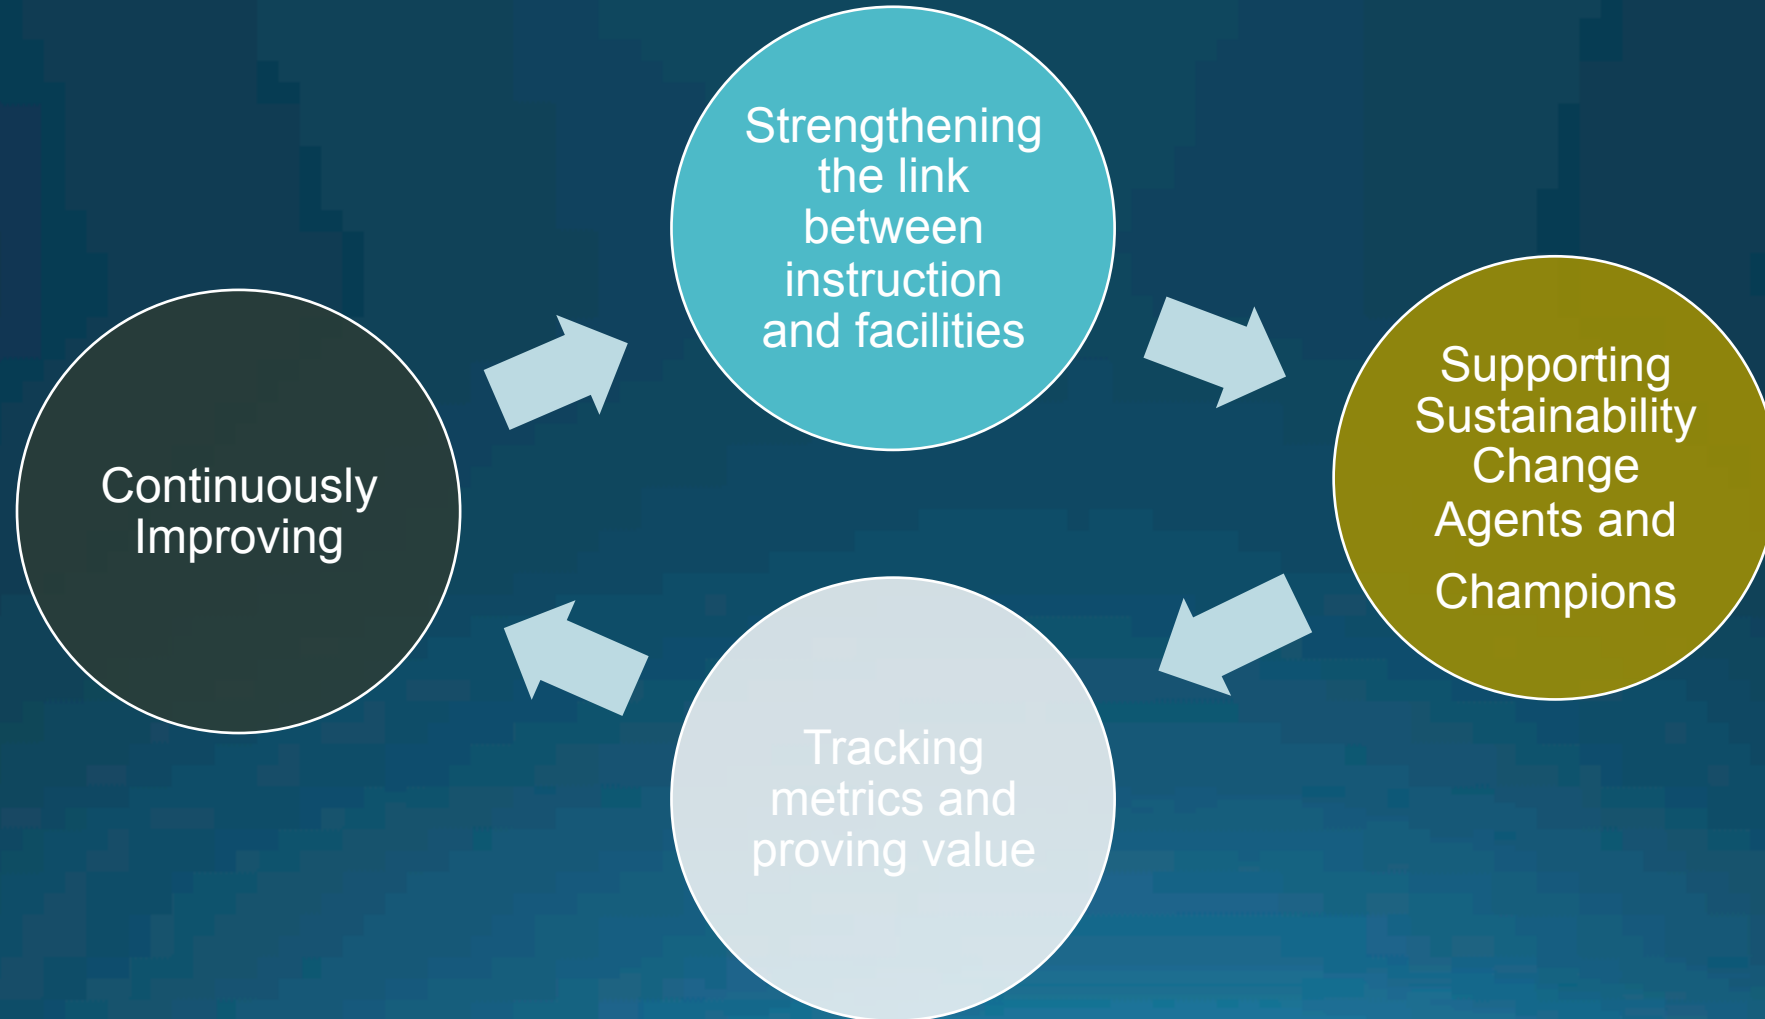 Strengthening
the link
between
instruction
and facilities
Supporting
Sustainability
Change
Agents and
Champions
Tracking
metrics and
proving value
Continuously
Improving